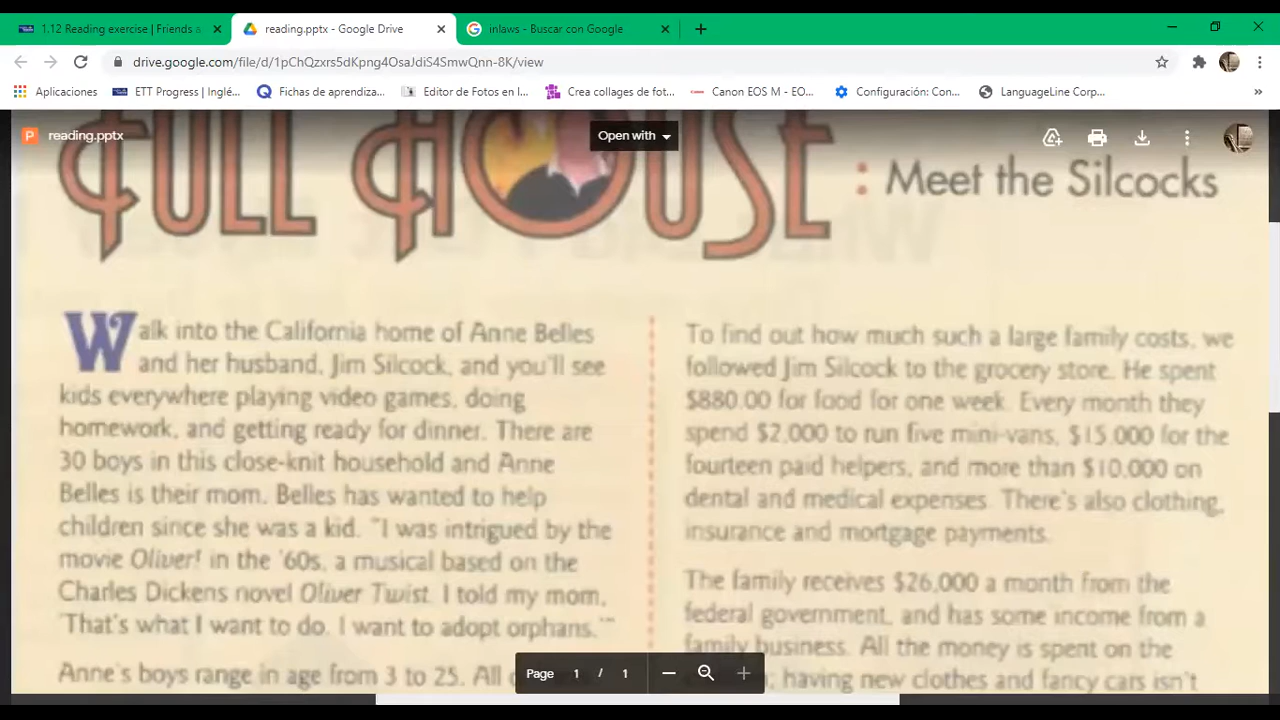 1.12 Reading exercise | Friends a
reading.pptx - Google Drive
inlaws - Buscar con Google
drive.google.com/file/d/1pChQzxrs5dKpng4OsaJdiS4SmwQnn-8K/view
Aplicaciones
ETT Progress | Inglé...
Fichas de aprendiza...
Editor de Fotos en l...
Crea collages de fot...
Canon EOS M - EO...
Configuración: Con...
LanguageLine Corp...
»
P reading.pptx
Open with
FULL HOUSE : Meet the Silcocks
Walk into the California home of Anne Belles
and her husband, Jim Silcock, and you'll see
kids everywhere playing video games, doing
homework, and getting ready for dinner. There are
30 boys in this close-knit household and Anne
Belles is their mom. Belles has wanted to help
children since she was a kid. "I was intrigued by the
movie Oliver! in the '60s, a musical based on the
Charles Dickens novel Oliver Twist. I told my mom,
'That's what I want to do. I want to adopt orphans.'"
Anne's boys range in age from 3 to 25. All
To find out how much such a large family costs, we
followed Jim Silcock to the grocery store. He spent
$880.00 for food for one week. Every month they
spend $2,000 to run five mini-vans, $15,000 for the
fourteen paid helpers, and more than $10,000 on
dental and medical expenses. There's also clothing,
insurance and mortgage payments.
The family receives $26,000 a month from the
federal government, and has some income from a
family business. All the money is spent on the
; having new clothes and fancy cars isn't
Page 1 / 1